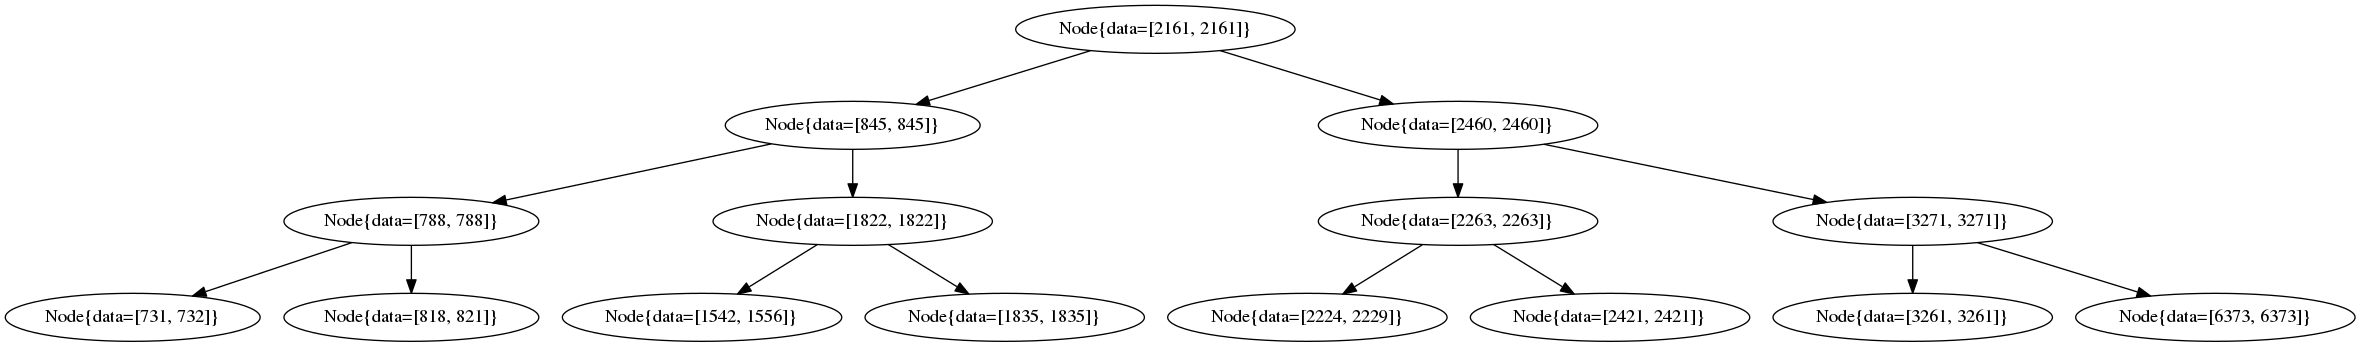 Node{data=[2161, 2161]}
Node{data=[845, 845]}
Node{data=[2460, 2460]}
Node{data=[788, 788]}
Node{data=[1822, 1822]}
Node{data=[2263, 2263]}
Node{data=[3271, 3271]}
Node{data=[731, 732]}
Node{data=[818, 821]}
Node{data=[1542, 1556]}
Node{data=[1835, 1835]}
Node{data=[2224, 2229]}
Node{data=[2421, 2421]}
Node{data=[3261, 3261]}
Node{data=[6373, 6373]}